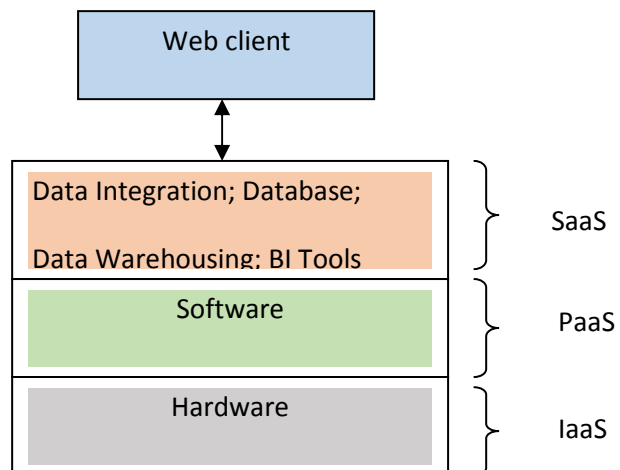 Web client
Data Integration; Database;
Data Warehousing; BI Tools
SaaS
Software
PaaS
Hardware
IaaS